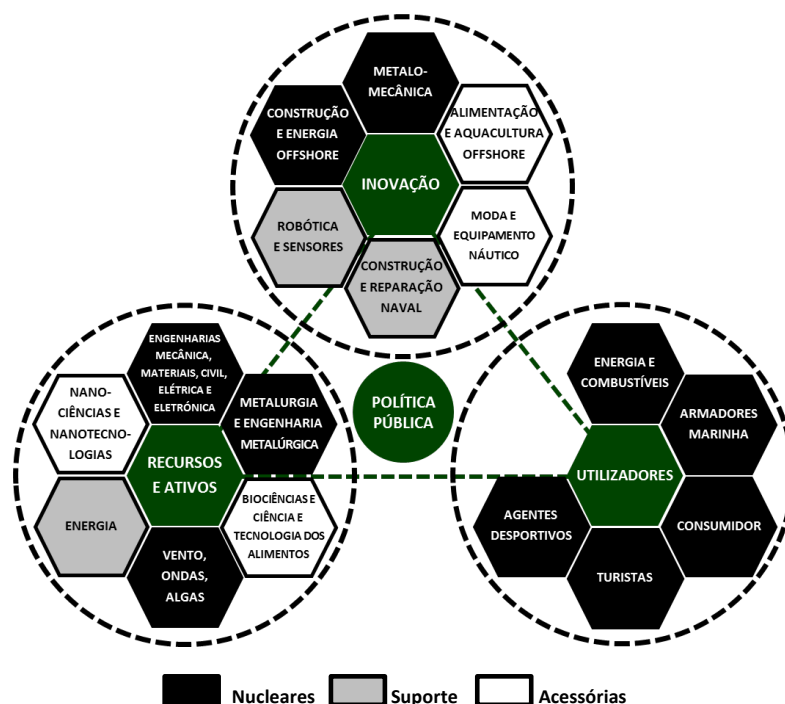 METALO-
MECÂNICA
CONSTRUÇÃO
E ENERGIA
OFFSHORE
ALIMENTAÇÃO
E AQUACULTURA
OFFSHORE
INOVAÇÃO
ROBÓTICA
E SENSORES
MODA E
EQUIPAMENTO
NÁUTICO
CONSTRUÇÃO
E REPARAÇÃO
NAVAL
ENGENHARIAS
MECÂNICA,
MATERIAIS, CIVIL,
ELÉTRICA E
ELETRÓNICA
NANO-
CIÊNCIAS E
NANOTECNO-
LOGIAS
METALURGIA
E ENGENHARIA
METALÚRGICA
RECURSOS
E ATIVOS
ENERGIA
BIOCIÊNCIAS E
CIÊNCIA E
TECNOLOGIA DOS
ALIMENTOS
VENTO,
ONDAS,
ALGAS
POLÍTICA
PÚBLICA
ENERGIA E
COMBUSTÍVEIS
ARMADORES
MARINHA
UTILIZADORES
AGENTES
DESPORTIVOS
CONSUMIDOR
TURISTAS
Nucleares Suporte Acessórias